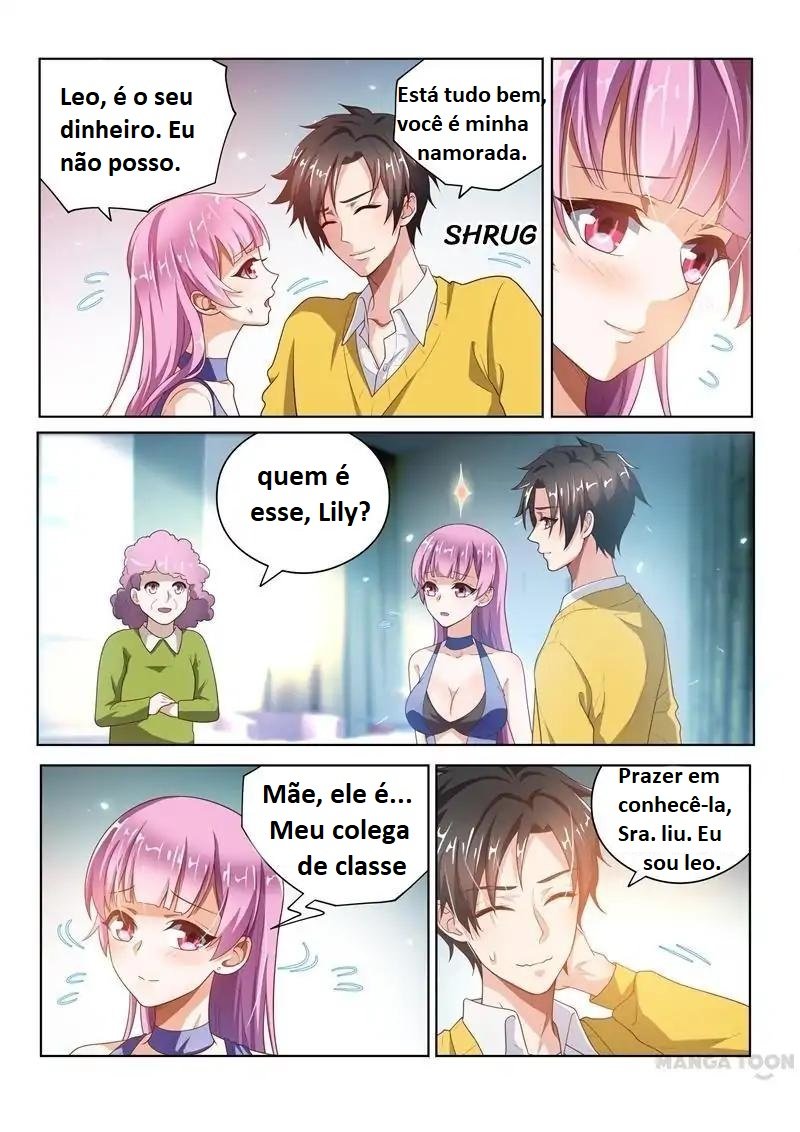 Leo, é o seu
dinheiro. Eu
não posso.
Está tudo bem,
você é minha
namorada.
SHRUG
quem é
esse, Lily?
Mãe, ele é...
Meu colega
de classe
Prazer em
conhecê-la,
Sra. liu. Eu
sou leo.
MANGA TOON